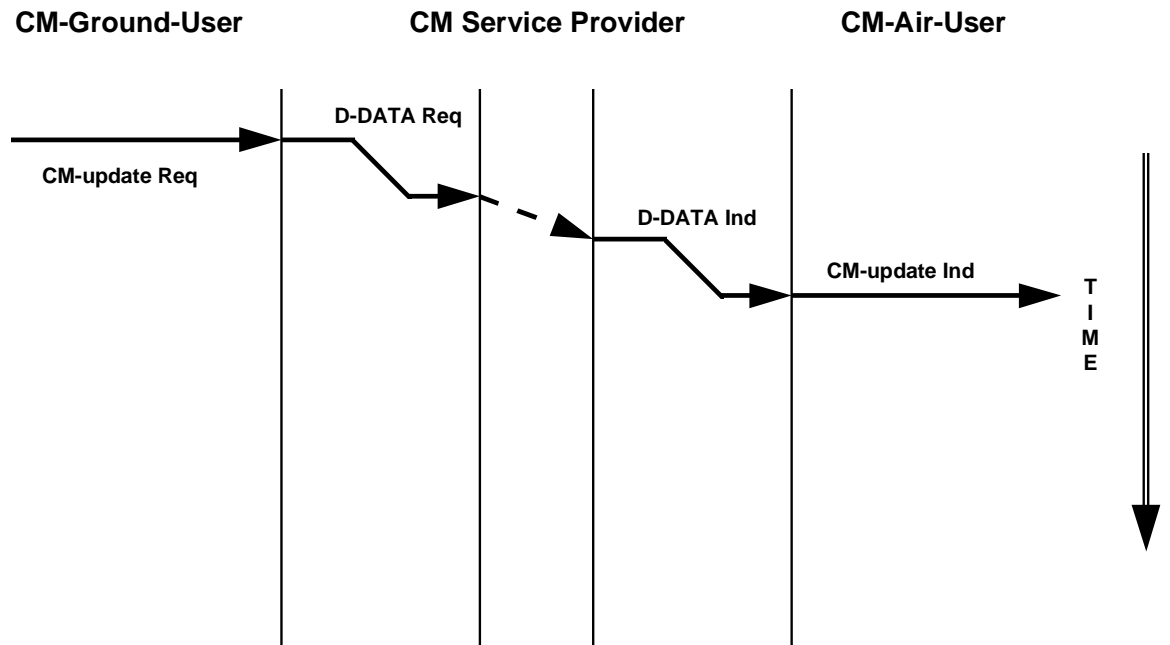 CM-Ground-User
CM Service Provider
CM-Air-User
D-DATA Req
CM-update Req
D-DATA Ind
CM-update Ind
T
I
M
E